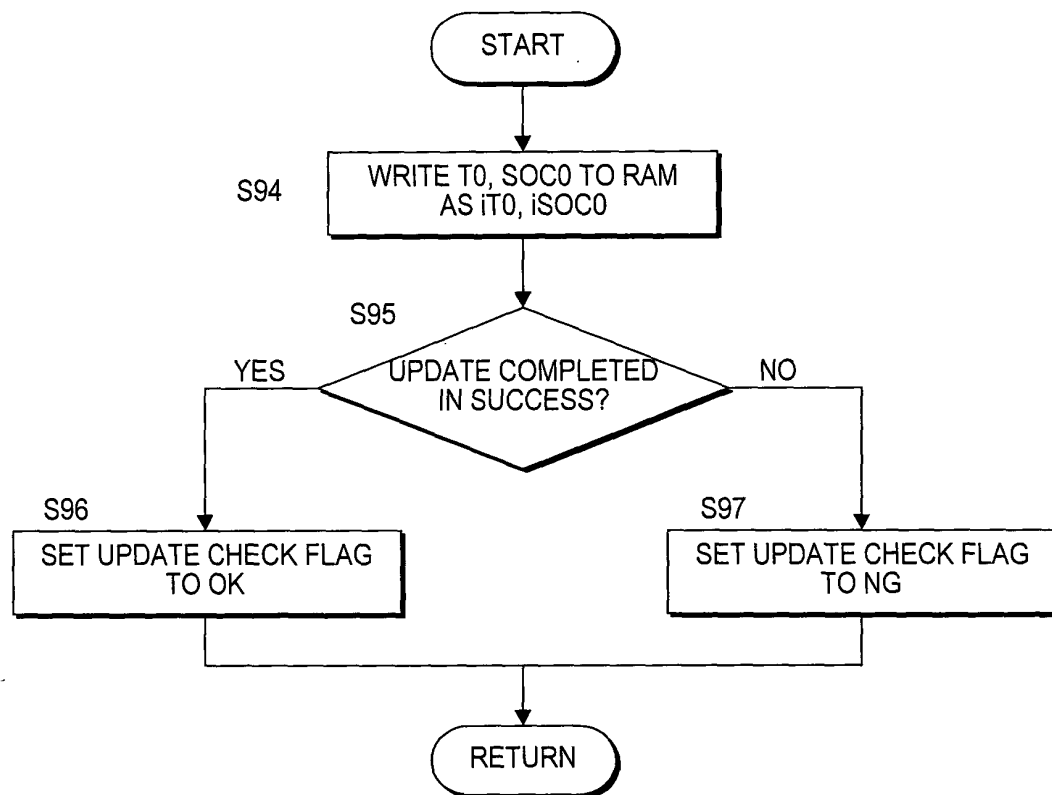 START
S94
WRITE T0, SOC0 TO RAM
AS iT0, iSOC0
S95
YES
UPDATE COMPLETED
IN SUCCESS?
NO
S96
SET UPDATE CHECK FLAG
TO OK
S97
SET UPDATE CHECK FLAG
TO NG
RETURN